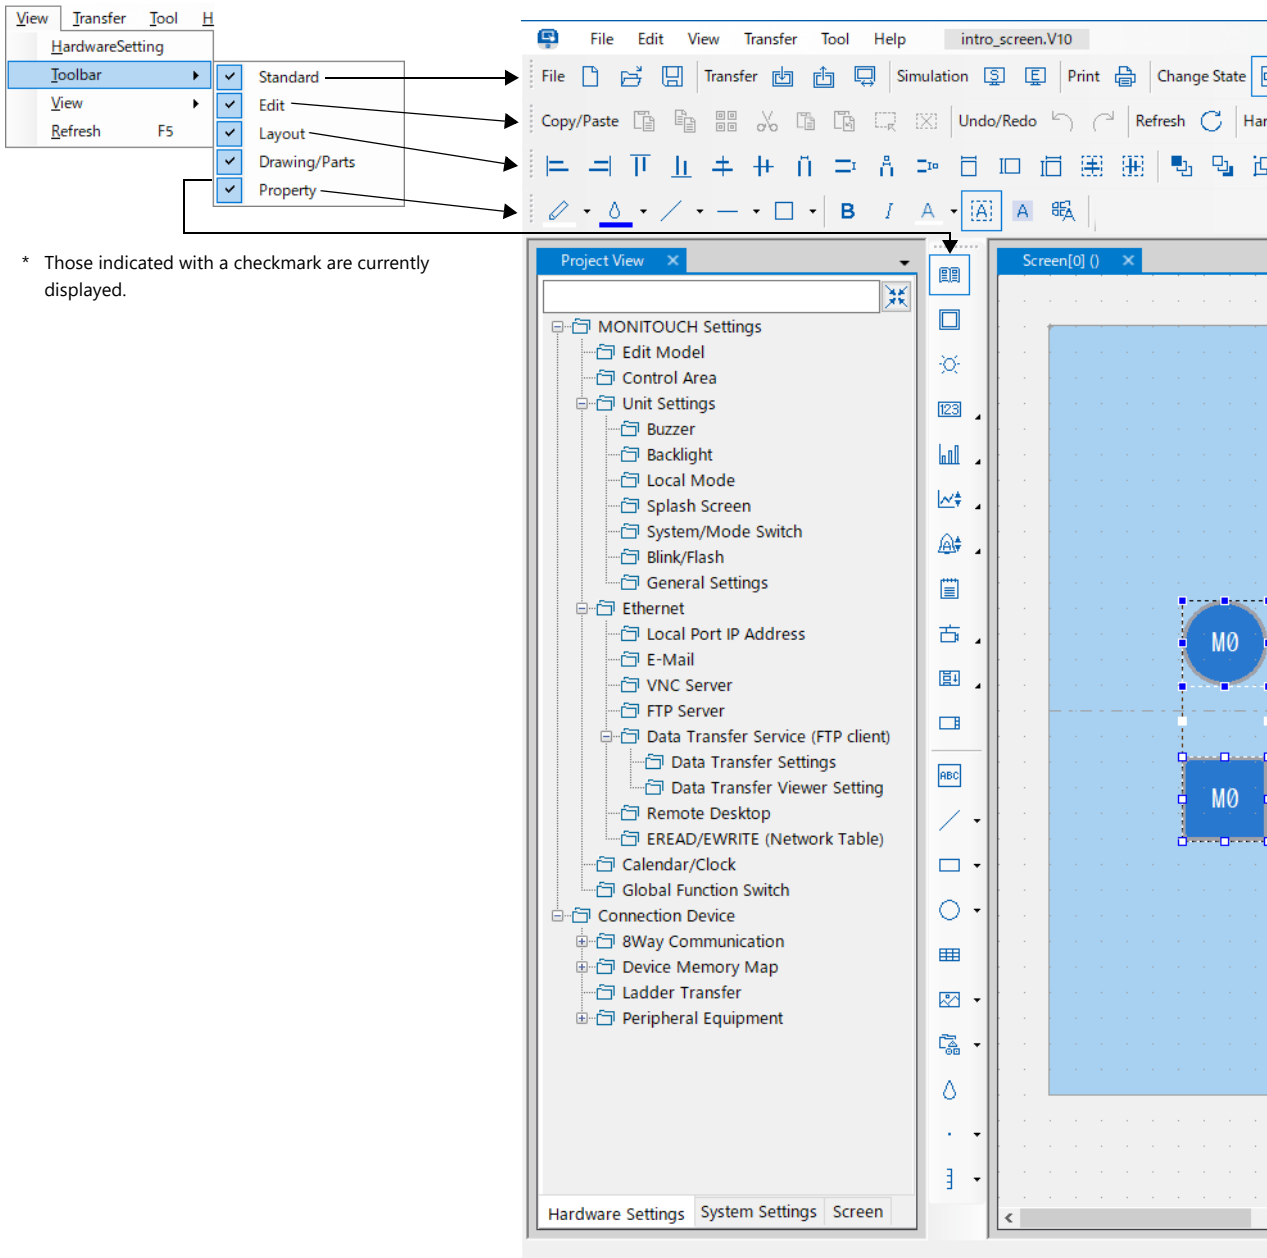 View Transfer Tool H
HardwareSetting
Toolbar
View
Refresh F5
Standard
Edit
Layout
Drawing/Parts
Property
* Those indicated with a checkmark are currently
displayed.
File Edit View Transfer Tool Help intro_screen.V10
File Transfer Simulation S E Print Change State
Copy/Paste Undo/Redo Refresh Har
B I A A A
Project View
Screen[0] ()
MONITOUCH Settings
Edit Model
Control Area
Unit Settings
Buzzer
Backlight
Local Mode
Splash Screen
System/Mode Switch
Blink/Flash
General Settings
Ethernet
Local Port IP Address
E-Mail
VNC Server
FTP Server
Data Transfer Service (FTP client)
Data Transfer Settings
Data Transfer Viewer Setting
Remote Desktop
EREAD/EWRITE (Network Table)
Calendar/Clock
Global Function Switch
Connection Device
8Way Communication
Device Memory Map
Ladder Transfer
Peripheral Equipment
Hardware Settings System Settings Screen
123
ABC
M0
M0